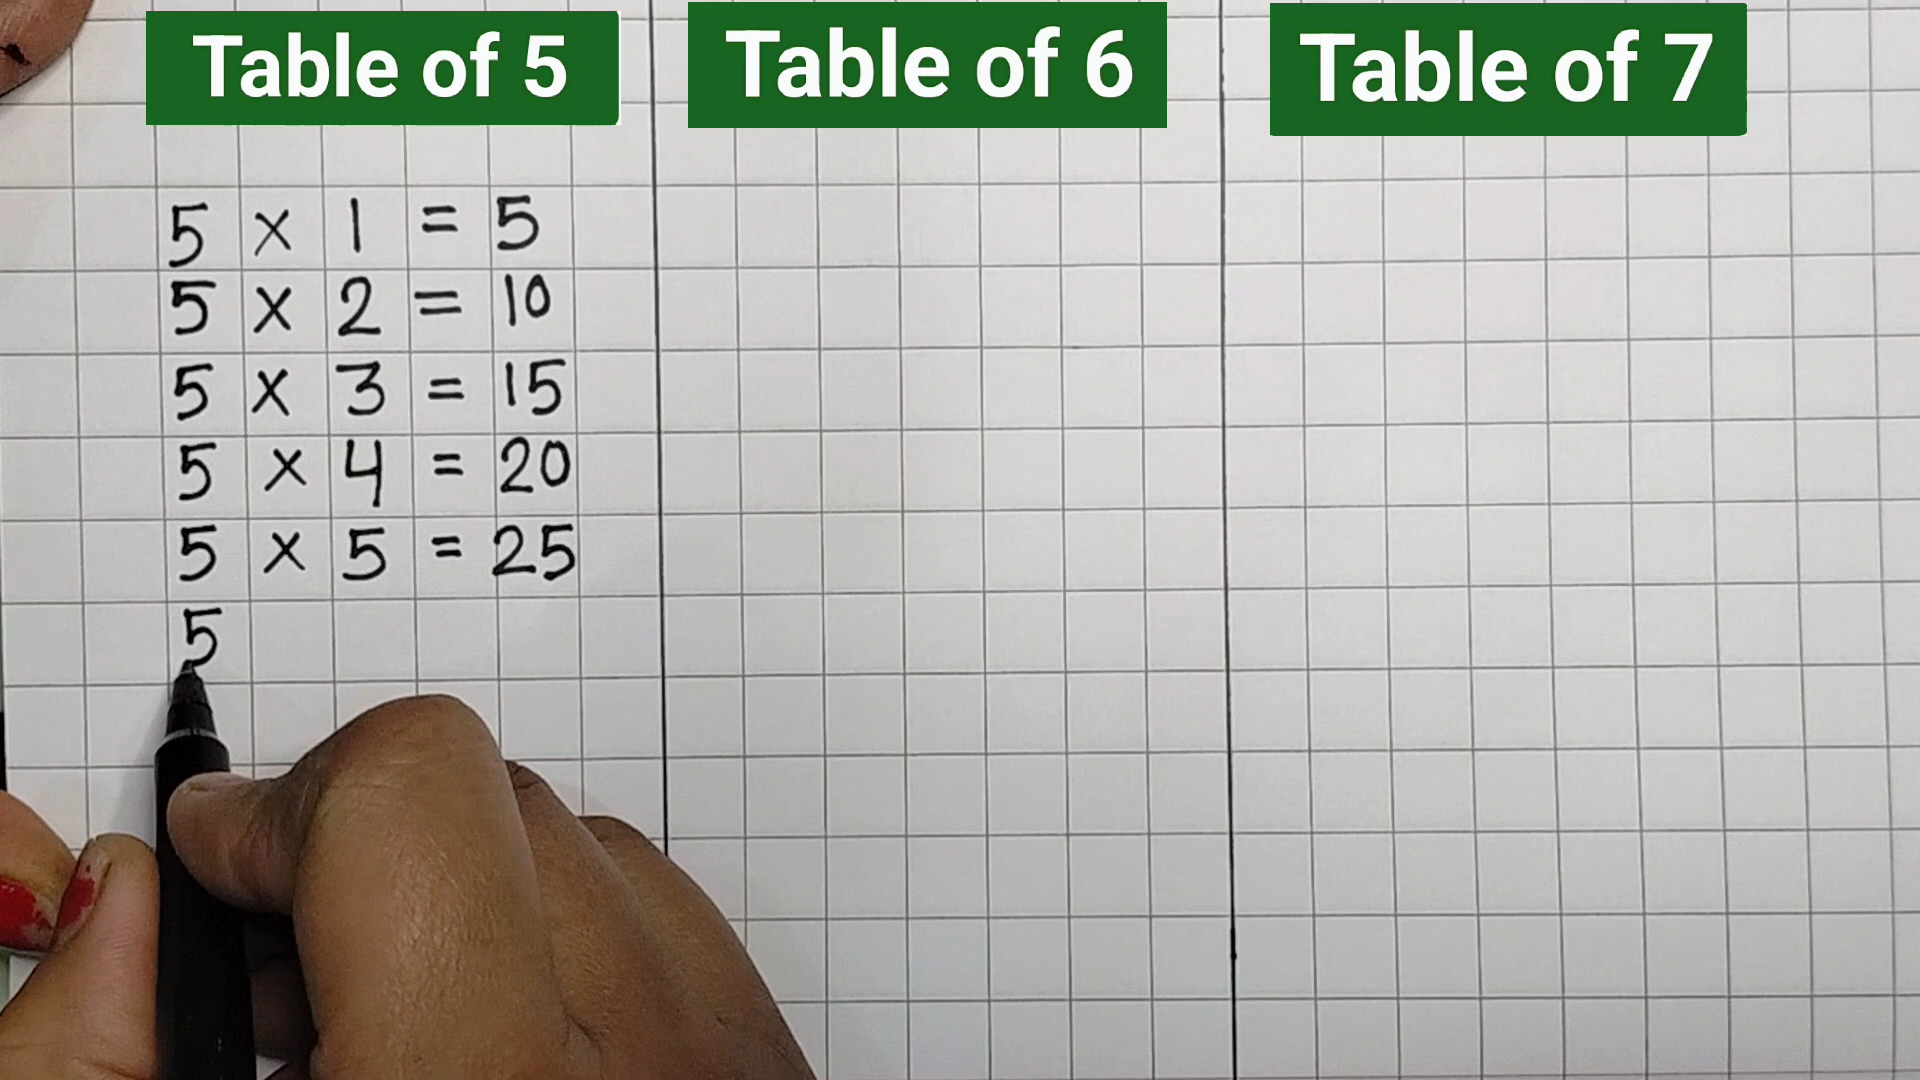 Table of 5
Table of 6
Table of 7
5 × 1 = 5
5 × 2 = 10
5 × 3 = 15
5 × 4 = 20
5 × 5 = 25
5